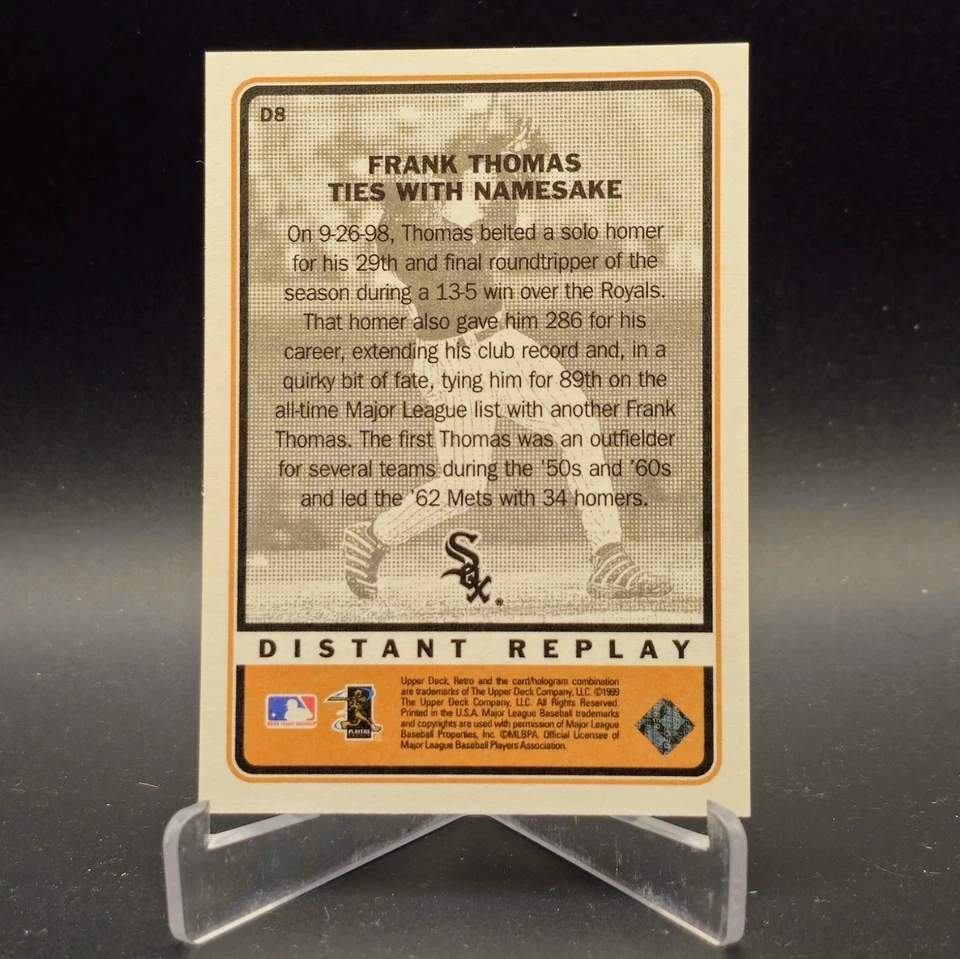 D8
FRANK THOMAS
TIES WITH NAMESAKE
On 9-26-98, Thomas belted a solo homer
for his 29th and final roundtripper of the
season during a 13-5 win over the Royals.
That homer also gave him 286 for his
career, extending his club record and, in a
quirky bit of fate, tying him for 89th on the
all-time Major League list with another Frank
Thomas. The first Thomas was an outfielder
for several teams during the '50s and '60s
and led the '62 Mets with 34 homers.
Sox ®
DISTANT REPLAY
Upper Deck, Retro and the card/hologram combination
are trademarks of The Upper Deck Company, LLC. ©1999
The Upper Deck Company, LLC. All Rights Reserved.
Printed in the U.S.A. Major League Baseball trademarks
and copyrights are used with permission of Major League
Baseball Properties, Inc. ©MLBPA. Official Licensee of
Major League Baseball Players Association.
PLAYERS